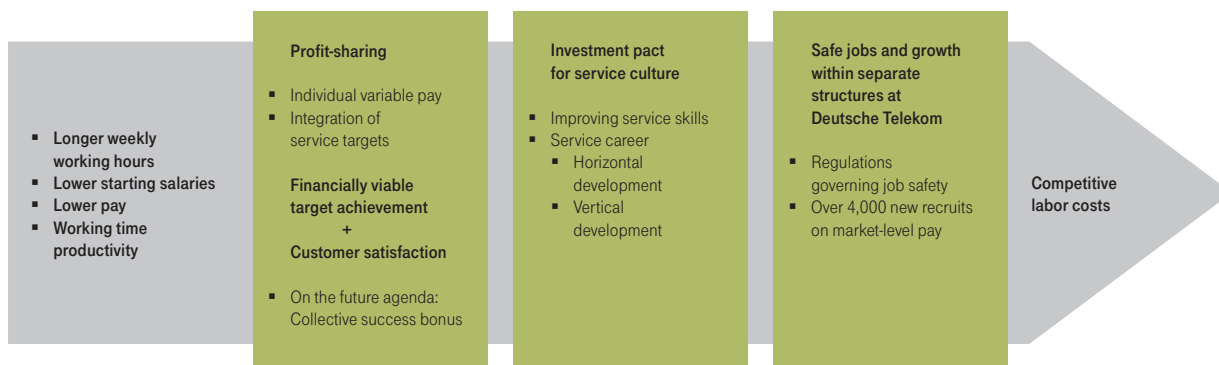 ▪ Longer weekly
working hours
▪ Lower starting salaries
▪ Lower pay
▪ Working time
productivity
Profit-sharing
▪ Individual variable pay
▪ Integration of
service targets
Financially viable
target achievement
+
Customer satisfaction
▪ On the future agenda:
Collective success bonus
Investment pact
for service culture
▪ Improving service skills
▪ Service career
▪ Horizontal
development
▪ Vertical
development
Safe jobs and growth
within separate
structures at
Deutsche Telekom
▪ Regulations
governing job safety
▪ Over 4,000 new recruits
on market-level pay
Competitive
labor costs